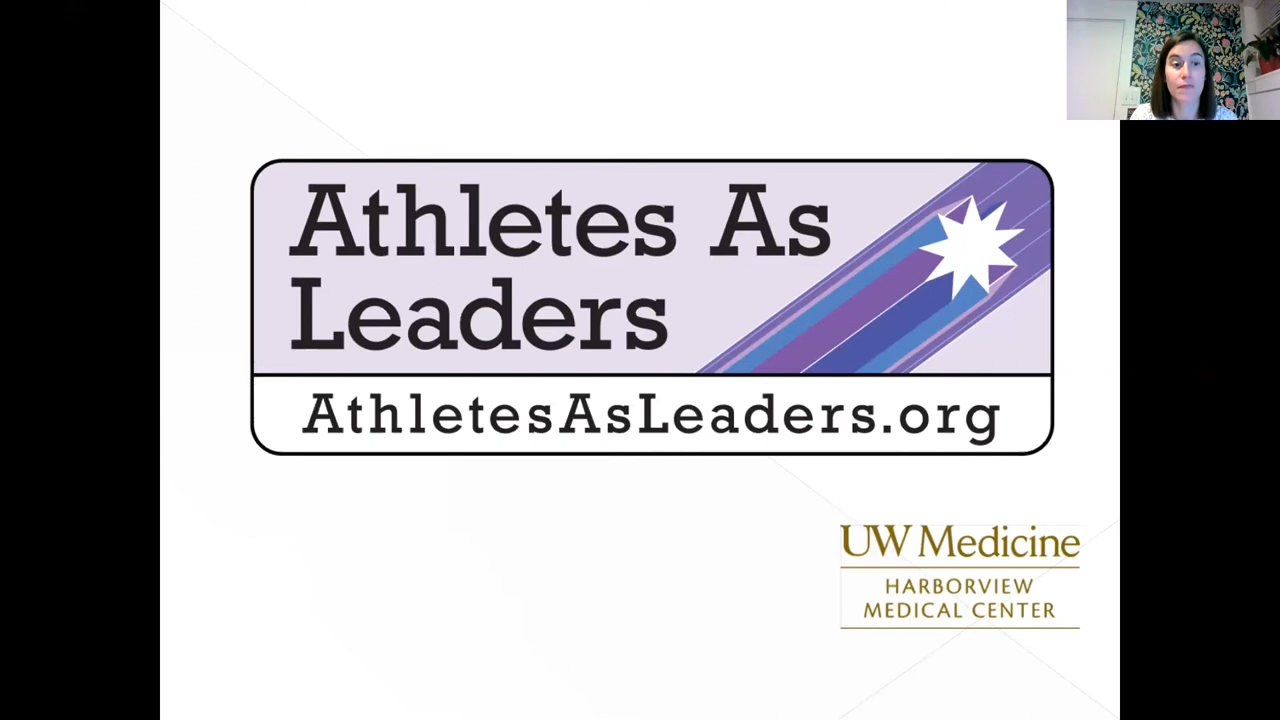 Athletes As
Leaders
AthletesAsLeaders.org
UW Medicine
HARBORVIEW
MEDICAL CENTER